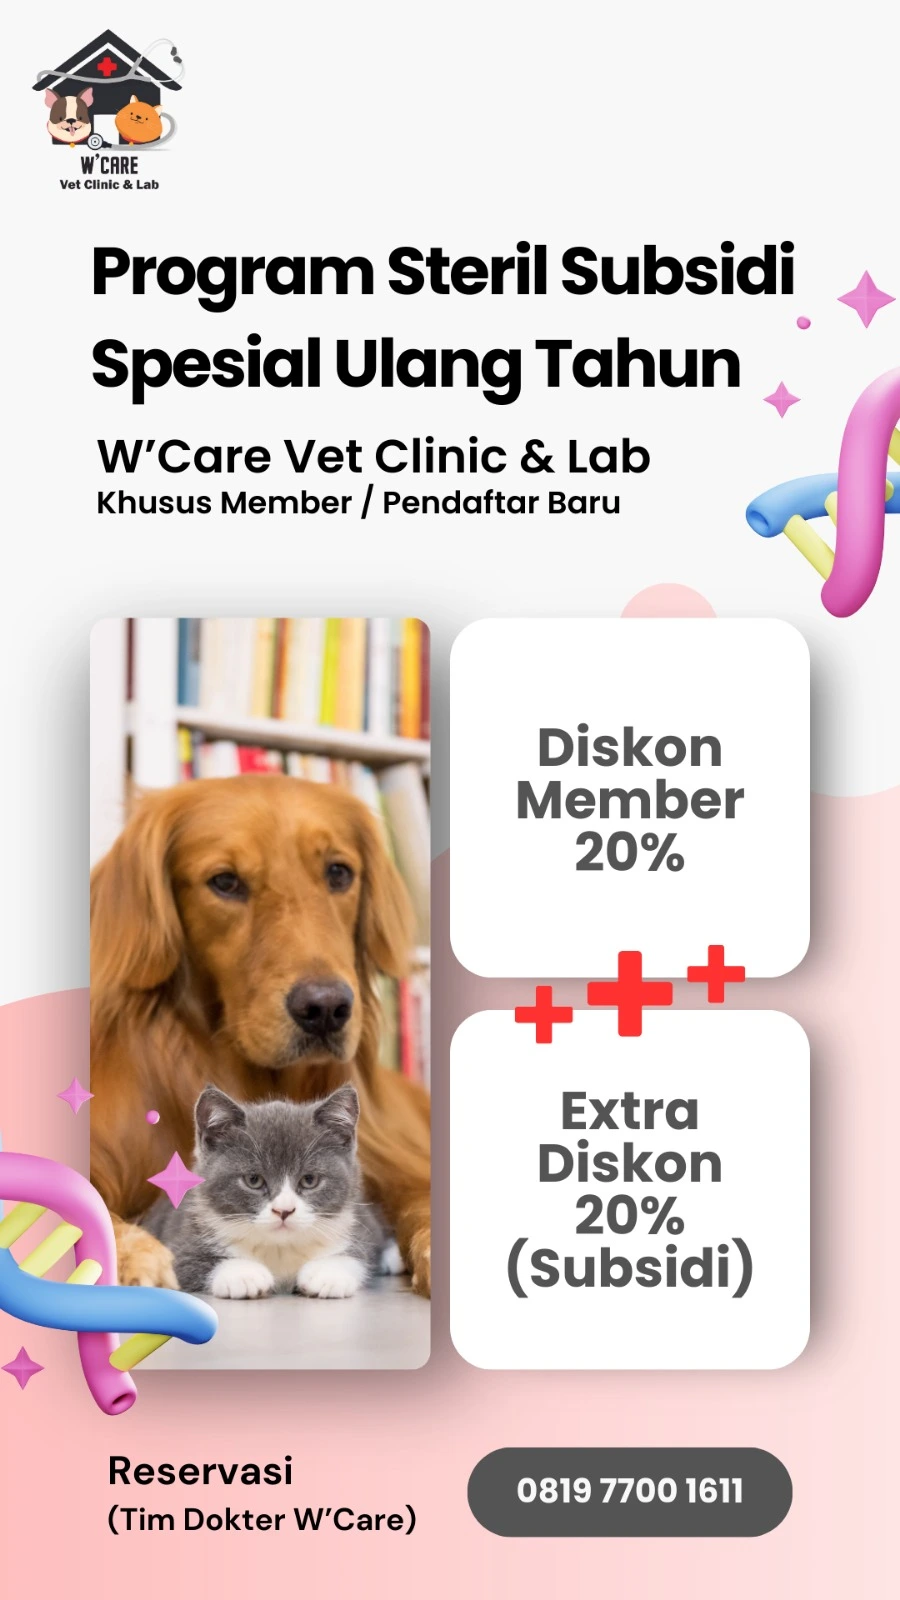 W'CARE
Vet Clinic & Lab
Program Steril Subsidi
Spesial Ulang Tahun
W'Care Vet Clinic & Lab
Khusus Member / Pendaftar Baru
Diskon
Member
20%
Extra
Diskon
20%
(Subsidi)
Reservasi
(Tim Dokter W'Care)
0819 7700 1611